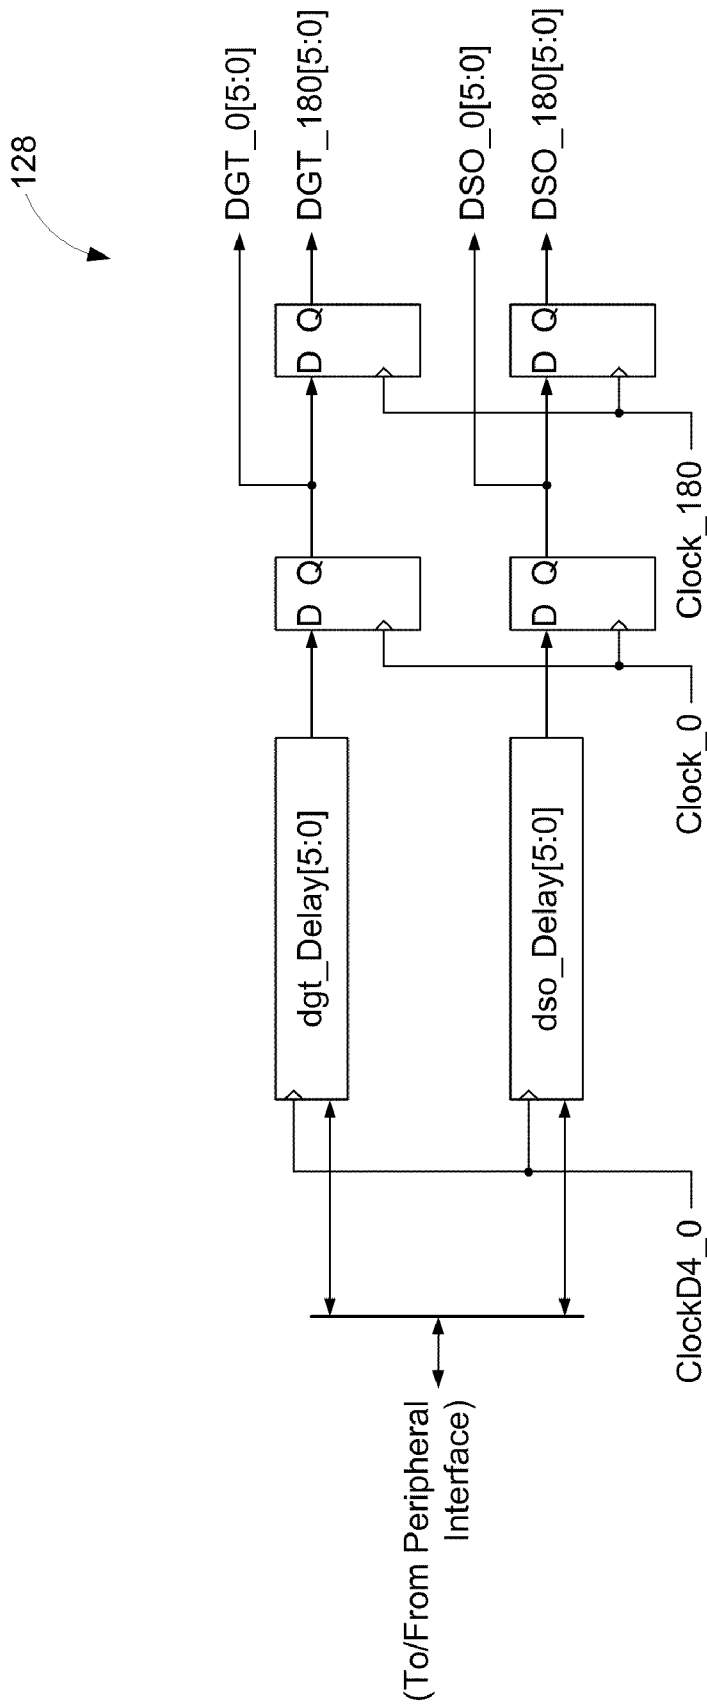 128
DGT_0[5:0]
DGT_180[5:0]
DSO_0[5:0]
DSO_180[5:0]
D Q
D Q
Clock_180
D Q
D Q
Clock_0
dgt_Delay[5:0]
dso_Delay[5:0]
ClockD4_0
(To/From Peripheral
Interface)